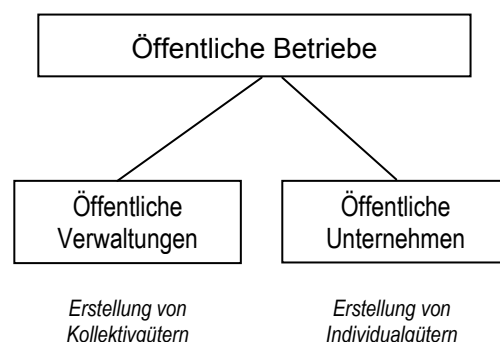 Öffentliche Betriebe
Öffentliche
Verwaltungen
Öffentliche
Unternehmen
Erstellung von
Kollektivgütern
Erstellung von
Individualgütern